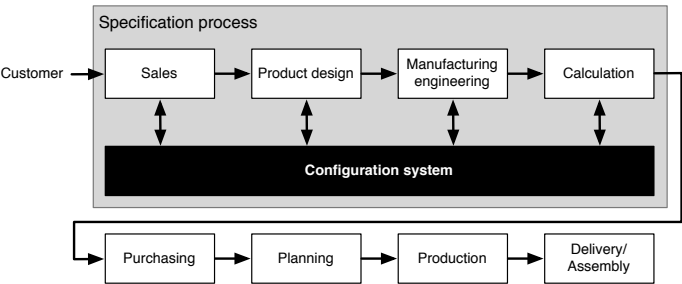 Specification process
Customer
Sales
Product design
Manufacturing
engineering
Calculation
Configuration system
Purchasing
Planning
Production
Delivery/
Assembly